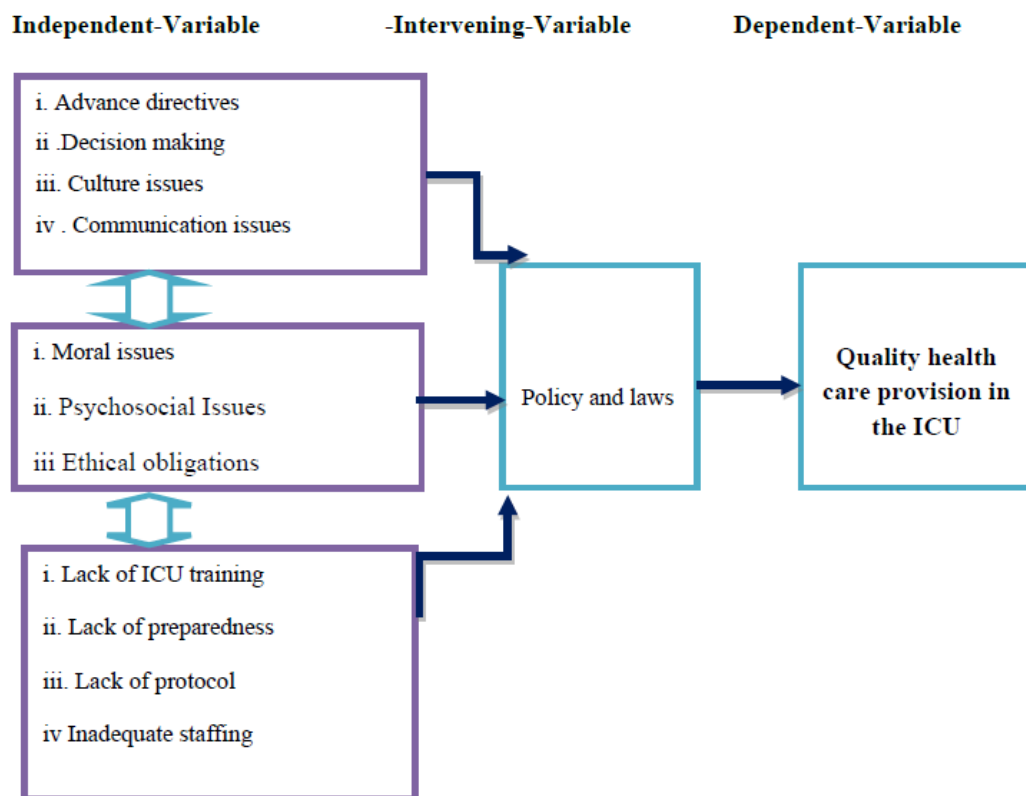 Independent-Variable
-Intervening-Variable
Dependent-Variable
i. Advance directives
ii .Decision making
iii. Culture issues
iv . Communication issues
i. Moral issues
ii. Psychosocial Issues
iii Ethical obligations
i. Lack of ICU training
ii. Lack of preparedness
iii. Lack of protocol
iv Inadequate staffing
Policy and laws
Quality health
care provision in
the ICU